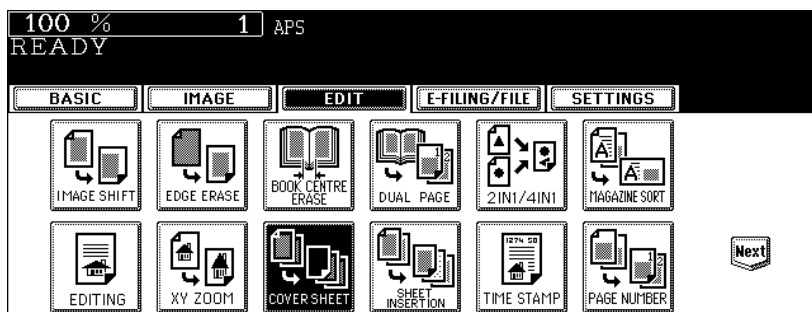 100 % 1 APS
READY
BASIC IMAGE EDIT E-FILING/FILE SETTINGS
IMAGE SHIFT EDGE ERASE BOOK CENTRE ERASE DUAL PAGE 2IN1/4IN1 MAGAZINE SORT
EDITING XY ZOOM COVER SHEET SHEET INSERTION TIME STAMP PAGE NUMBER Next